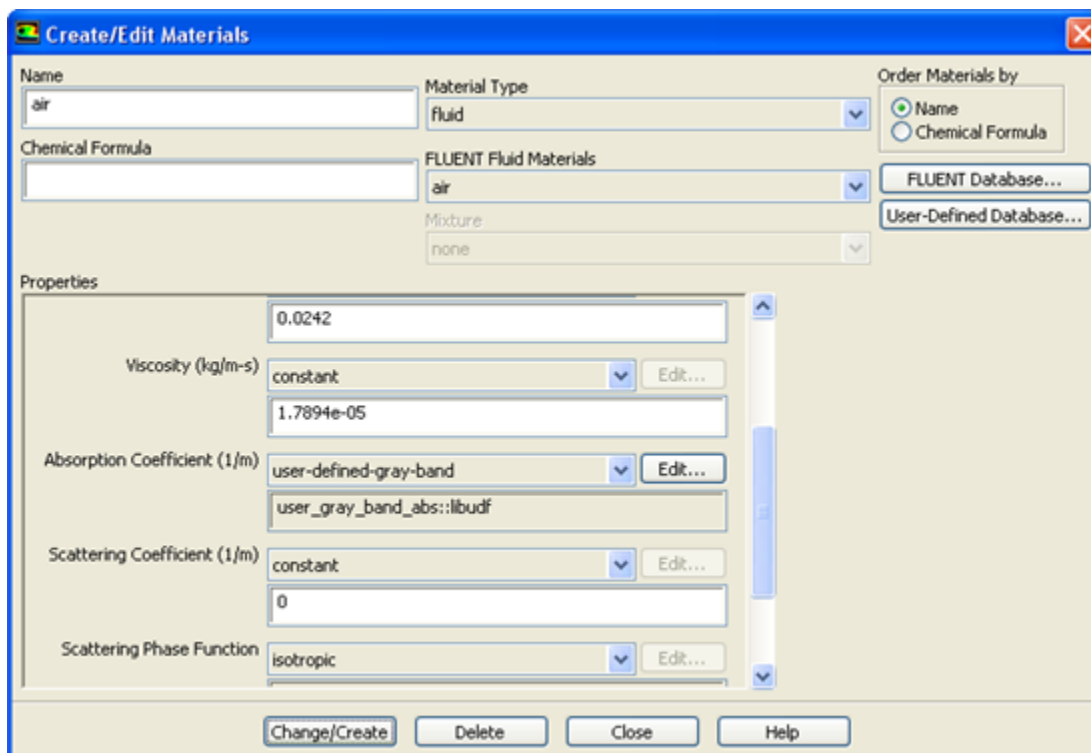 Create/Edit Materials
Name
air
Material Type
fluid
Order Materials by
Name
Chemical Formula
Chemical Formula
FLUENT Fluid Materials
air
FLUENT Database...
User-Defined Database...
Mixture
none
Properties
0.0242
Viscosity (kg/m-s)
constant
Edit...
1.7894e-05
Absorption Coefficient (1/m)
user-defined-gray-band
Edit...
user_gray_band_abs::libudf
Scattering Coefficient (1/m)
constant
Edit...
0
Scattering Phase Function
isotropic
Edit...
Change/Create
Delete
Close
Help